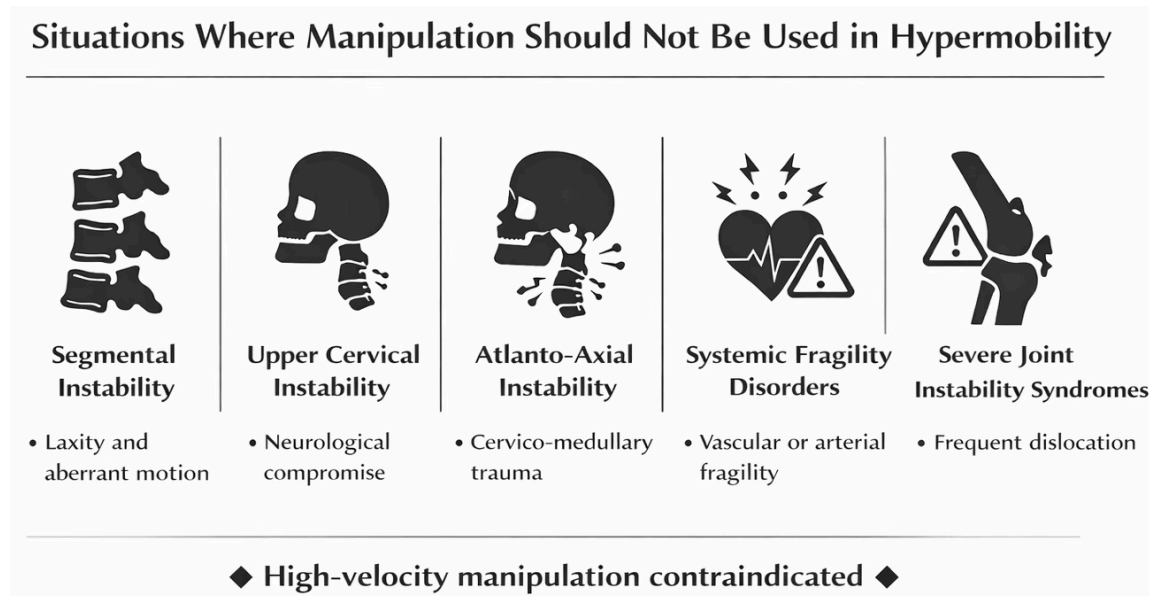 Situations Where Manipulation Should Not Be Used in Hypermobility
Segmental
Instability
• Laxity and
aberrant motion
Upper Cervical
Instability
• Neurological
compromise
Atlanto-Axial
Instability
• Cervico-medullary
trauma
Systemic Fragility
Disorders
• Vascular or arterial
fragility
Severe Joint
Instability Syndromes
• Frequent dislocation
◆ High-velocity manipulation contraindicated ◆